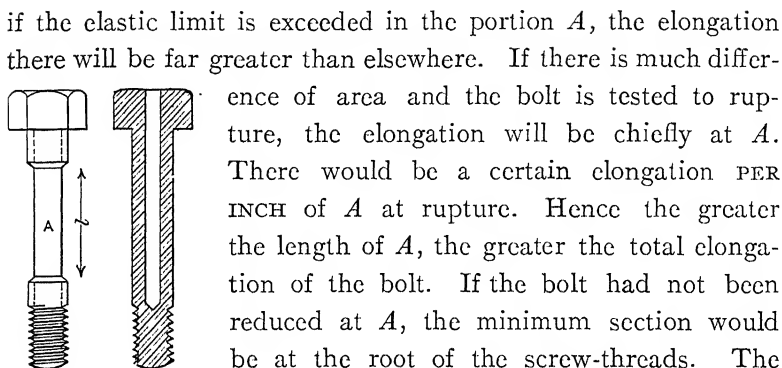 if the elastic limit is exceeded in the portion A, the elongation
there will be far greater than elsewhere. If there is much differ-
ence of area and the bolt is tested to rup-
ture, the elongation will be chiefly at A.
There would be a certain elongation PER
INCH of A at rupture. Hence the greater
the length of A, the greater the total elonga-
tion of the bolt. If the bolt had not been
reduced at A, the minimum section would
be at the root of the screw-threads. The
A
l